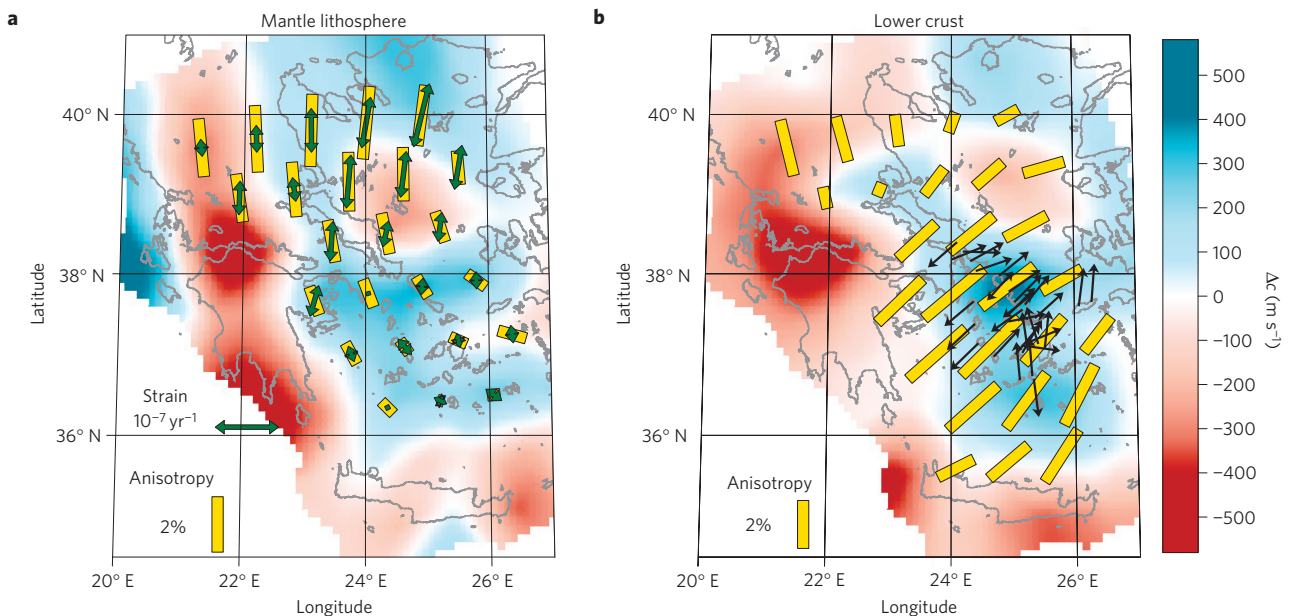 a
Mantle lithosphere
40° N
38° N
36° N
Latitude
Strain
10⁻⁷ yr⁻¹
Anisotropy
2%
20° E
22° E
24° E
26° E
Longitude
b
Lower crust
40° N
38° N
36° N
Latitude
Anisotropy
2%
20° E
22° E
24° E
26° E
Longitude
500
400
300
200
100
0
−100
−200
−300
−400
−500
Δc (m s⁻¹)